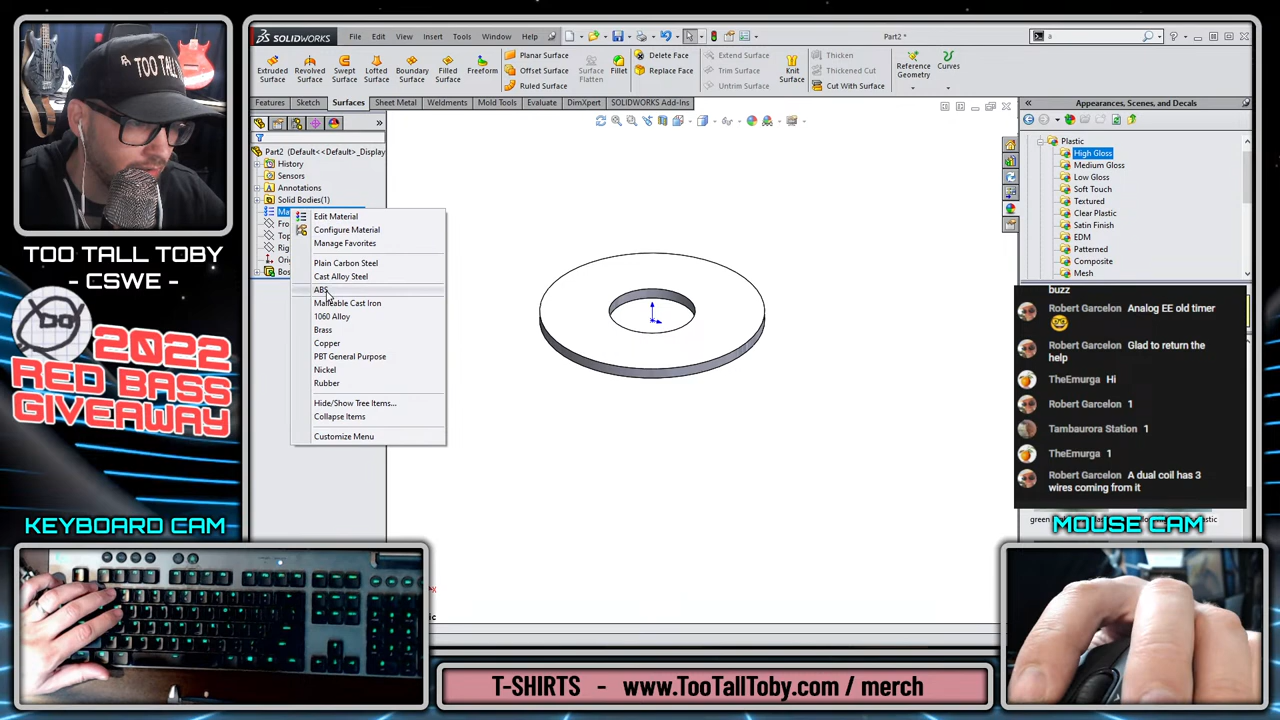 TOO TALL
SOLIDWORKS File Edit View Insert Tools Window Help Part2 * a
Extruded Surface
Revolved Surface
Swept Surface
Lofted Surface
Boundary Surface
Filled Surface
Freeform
Planar Surface
Offset Surface
Ruled Surface
Surface Flatten
Fillet
Delete Face
Replace Face
Extend Surface
Trim Surface
Untrim Surface
Knit Surface
Thicken
Thickened Cut
Cut With Surface
Reference Geometry
Curves
Features Sketch Surfaces Sheet Metal Weldments Mold Tools Evaluate DimXpert SOLIDWORKS Add-Ins
Part2 (Default<<Default>_Display
History
Sensors
Annotations
Solid Bodies(1)
Ma
Fro
Top
Rig
Orig
Bos
Edit Material
Configure Material
Manage Favorites
Plain Carbon Steel
Cast Alloy Steel
ABS
Malleable Cast Iron
1060 Alloy
Brass
Copper
PBT General Purpose
Nickel
Rubber
Hide/Show Tree Items...
Collapse Items
Customize Menu
Appearances, Scenes, and Decals
Plastic
High Gloss
Medium Gloss
Low Gloss
Soft Touch
Textured
Clear Plastic
Satin Finish
EDM
Patterned
Composite
Mesh
buzz
Robert Garcelon Analog EE old timer
Robert Garcelon Glad to return the
help
TheEmurga Hi
Robert Garcelon 1
Tambaurora Station 1
TheEmurga 1
Robert Garcelon A dual coil has 3
wires coming from it
TOO TALL TOBY
- CSWE -
2022
RED BASS
GIVEAWAY
KEYBOARD CAM
MOUSE CAM
T-SHIRTS - www.TooTallToby.com / merch